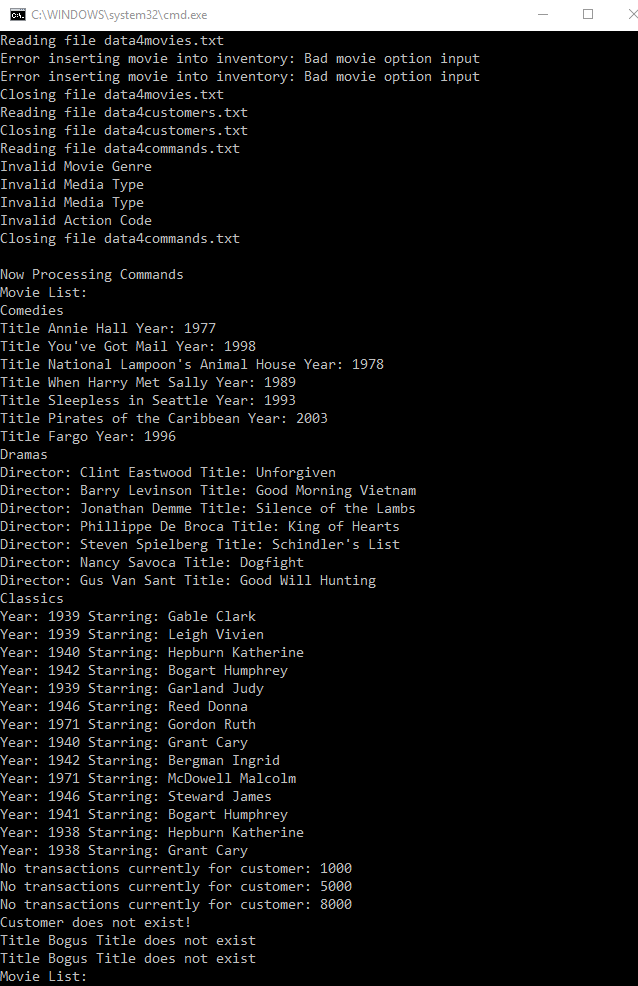 C:\WINDOWS\system32\cmd.exe
Reading file data4movies.txt
Error inserting movie into inventory: Bad movie option input
Error inserting movie into inventory: Bad movie option input
Closing file data4movies.txt
Reading file data4customers.txt
Closing file data4customers.txt
Reading file data4commands.txt
Invalid Movie Genre
Invalid Media Type
Invalid Media Type
Invalid Action Code
Closing file data4commands.txt

Now Processing Commands
Movie List:
Comedies
Title Annie Hall Year: 1977
Title You've Got Mail Year: 1998
Title National Lampoon's Animal House Year: 1978
Title When Harry Met Sally Year: 1989
Title Sleepless in Seattle Year: 1993
Title Pirates of the Caribbean Year: 2003
Title Fargo Year: 1996
Dramas
Director: Clint Eastwood Title: Unforgiven
Director: Barry Levinson Title: Good Morning Vietnam
Director: Jonathan Demme Title: Silence of the Lambs
Director: Phillippe De Broca Title: King of Hearts
Director: Steven Spielberg Title: Schindler's List
Director: Nancy Savoca Title: Dogfight
Director: Gus Van Sant Title: Good Will Hunting
Classics
Year: 1939 Starring: Gable Clark
Year: 1939 Starring: Leigh Vivien
Year: 1940 Starring: Hepburn Katherine
Year: 1942 Starring: Bogart Humphrey
Year: 1939 Starring: Garland Judy
Year: 1946 Starring: Reed Donna
Year: 1971 Starring: Gordon Ruth
Year: 1940 Starring: Grant Cary
Year: 1942 Starring: Bergman Ingrid
Year: 1971 Starring: McDowell Malcolm
Year: 1946 Starring: Steward James
Year: 1941 Starring: Bogart Humphrey
Year: 1938 Starring: Hepburn Katherine
Year: 1938 Starring: Grant Cary
No transactions currently for customer: 1000
No transactions currently for customer: 5000
No transactions currently for customer: 8000
Customer does not exist!
Title Bogus Title does not exist
Title Bogus Title does not exist
Movie List: